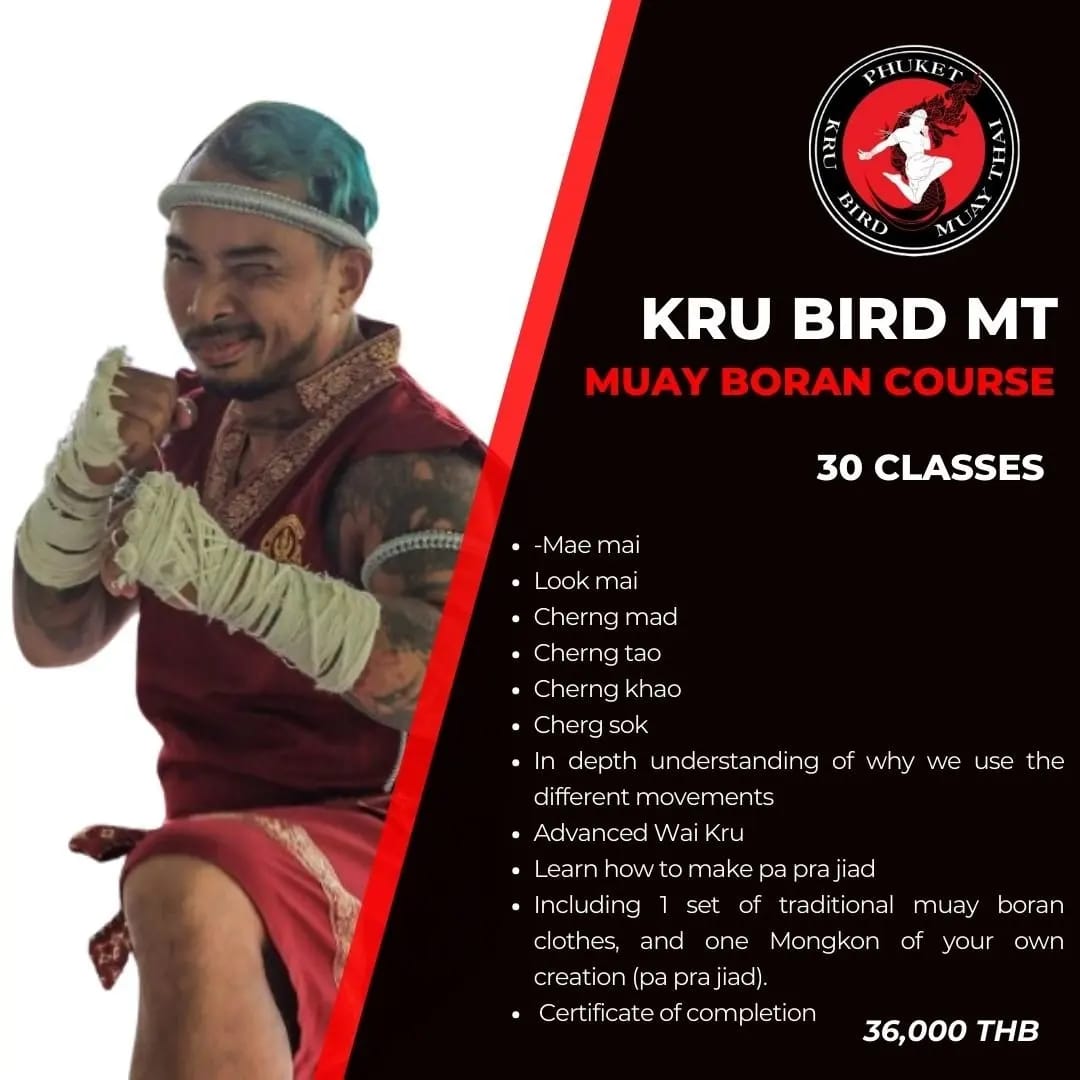 PHUKET
KRU BIRD MUAY THAI
KRU BIRD MT
MUAY BORAN COURSE
30 CLASSES
• -Mae mai
• Look mai
• Cherng mad
• Cherng tao
• Cherng khao
• Cherg sok
• In depth understanding of why we use the
different movements
• Advanced Wai Kru
• Learn how to make pa pra jiad
• Including 1 set of traditional muay boran
clothes, and one Mongkon of your own
creation (pa pra jiad).
• Certificate of completion
36,000 THB